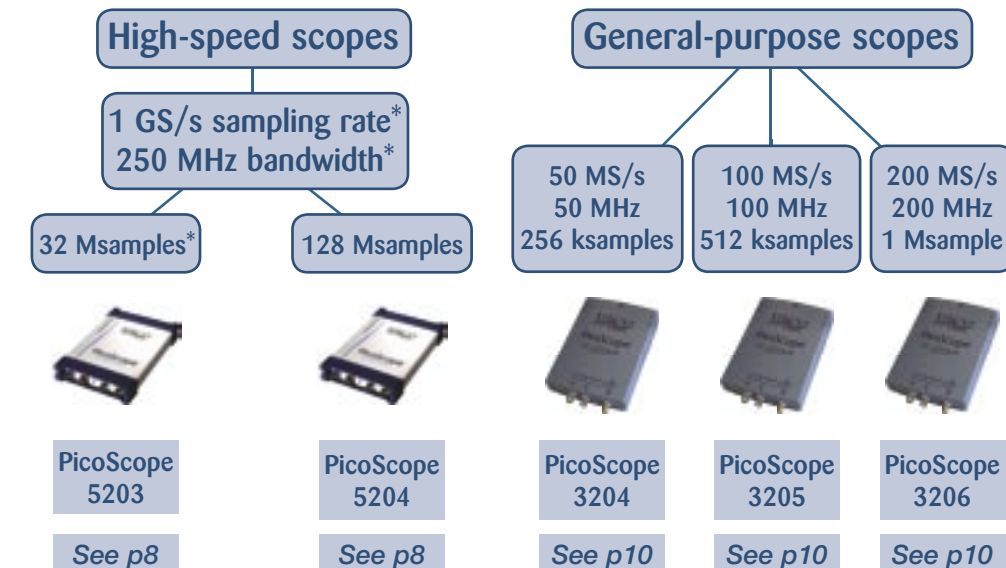 High-speed scopes
1 GS/s sampling rate*
250 MHz bandwidth*
32 Msamples*
128 Msamples
General-purpose scopes
50 MS/s
50 MHz
256 ksamples
100 MS/s
100 MHz
512 ksamples
200 MS/s
200 MHz
1 Msample
PicoScope
5203
See p8
PicoScope
5204
See p8
PicoScope
3204
See p10
PicoScope
3205
See p10
PicoScope
3206
See p10